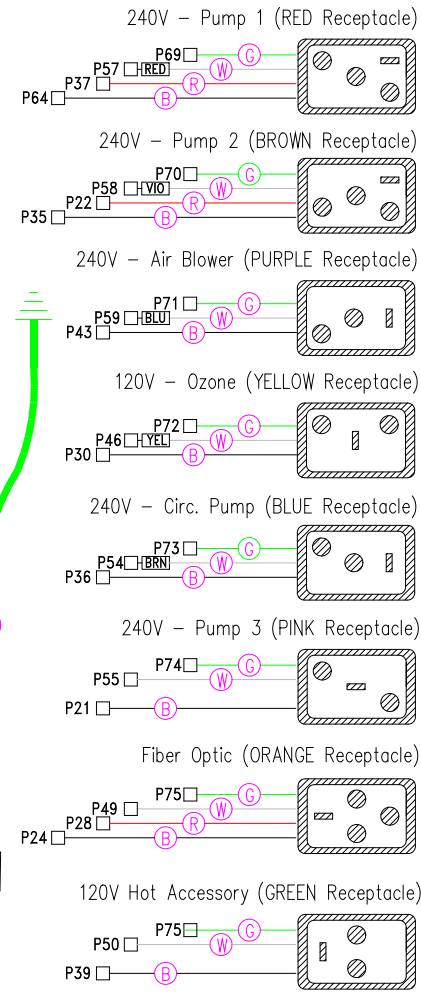 240V - Pump 1 (RED Receptacle)
P69 G
P57 RED W
P37 R
P64 B
240V - Pump 2 (BROWN Receptacle)
P70 G
P58 VIO W
P22 R
P35 B
240V - Air Blower (PURPLE Receptacle)
P71 G
P59 BLU W
P43 B
120V - Ozone (YELLOW Receptacle)
P72 G
P46 YEL W
P30 B
240V - Circ. Pump (BLUE Receptacle)
P73 G
P54 BRN W
P36 B
240V - Pump 3 (PINK Receptacle)
P74 G
P55 W
P21 B
Fiber Optic (ORANGE Receptacle)
P75 G
P49 W
P28 R
P24 B
120V Hot Accessory (GREEN Receptacle)
P75 G
P50 W
P39 B